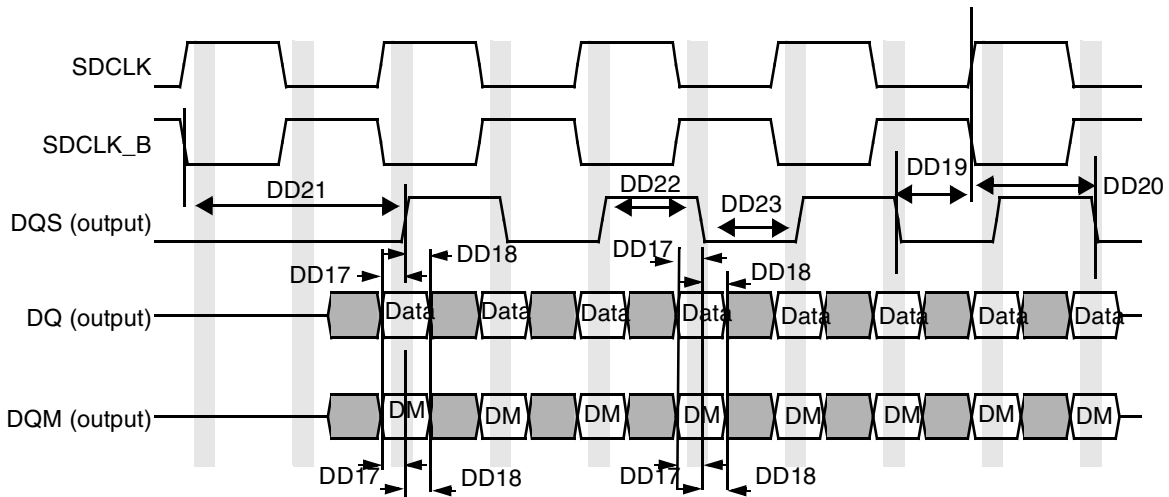 SDCLK
SDCLK_B
DD19
DD21
DD22
DD20
DD23
DQS (output)
DD17
DD18
DD17
DD18
DQ (output)
Data Data Data Data Data Data Data Data
DQM (output)
DM DM DM DM DM DM DM DM
DD17 DD18 DD17 DD18